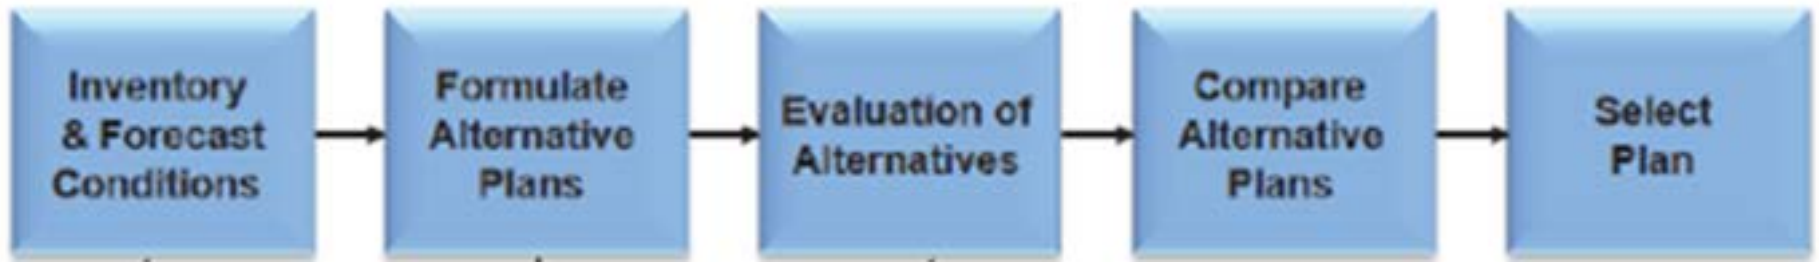 Inventory
& Forecast
Conditions
Formulate
Alternative
Plans
Evaluation of
Alternatives
Compare
Alternative
Plans
Select
Plan